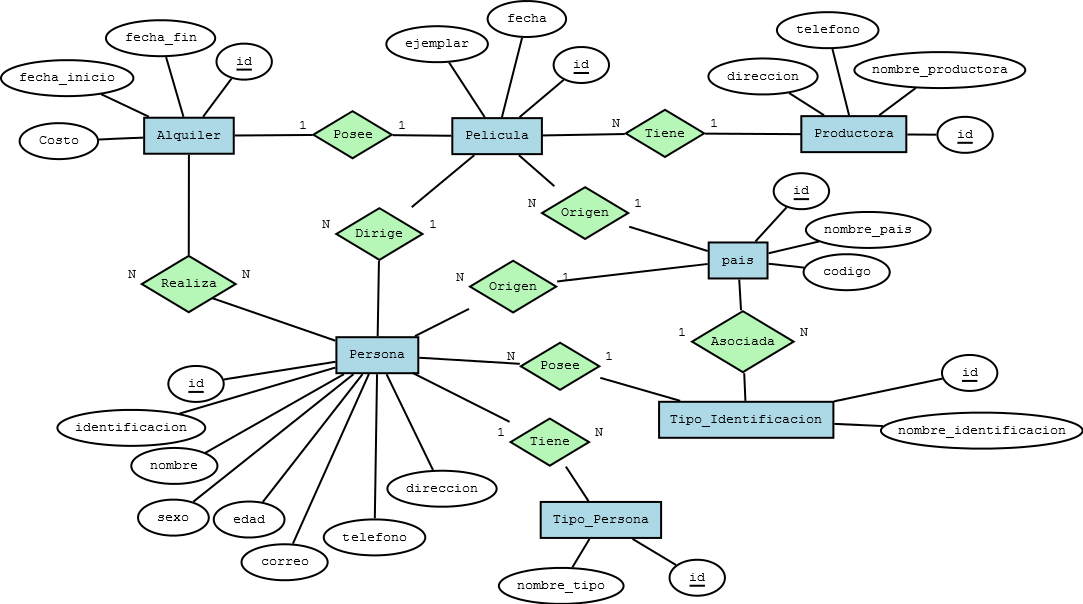 fecha
fecha_fin
ejemplar
telefono
id
id
fecha_inicio
direccion
nombre_productora
Costo
Alquiler
1
Posee
1
Pelicula
N
Tiene
1
Productora
id
id
N
Origen
1
N
Dirige
1
nombre_pais
pais
codigo
N
Realiza
N
N
Origen
1
1
Asociada
N
Persona
N
Posee
1
id
id
identificacion
Tipo_Identificacion
nombre_identificacion
1
Tiene
N
nombre
direccion
sexo
edad
Tipo_Persona
telefono
correo
nombre_tipo
id